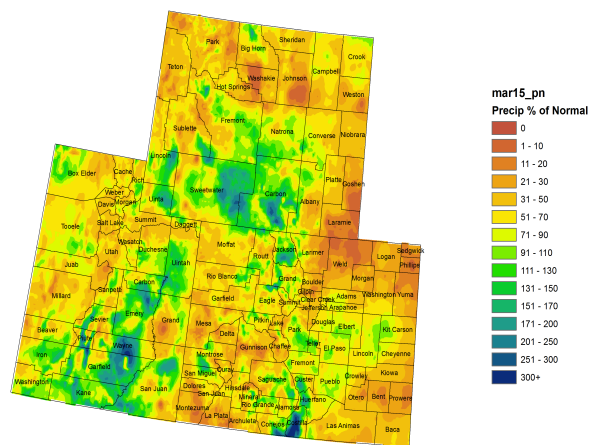 Sheridan
Park
Big Horn
Crook
Teton
Campbell
Washakie
Johnson
Hot Springs
Weston
Fremont
Sublette
Natrona
Converse
Niobrara
Lincoln
Platte
Goshen
Sweetwater
Carbon
Albany
Uinta
Laramie
Box Elder
Cache
Rich
Weber
Morgan
Davis
Salt Lake
Summit
Daggett
Tooele
Wasatch
Duchesne
Utah
Uintah
Juab
Carbon
Sanpete
Millard
Emery
Grand
Sevier
Beaver
Piute
Wayne
Iron
Garfield
Washington
Kane
San Juan
Moffat
Jackson
Larimer
Logan
Sedgwick
Routt
Weld
Phillips
Rio Blanco
Grand
Boulder
Morgan
Gilpin
Garfield
Eagle
Summit
Clear Creek
Adams
Washington
Yuma
Jefferson
Arapahoe
Mesa
Pitkin
Lake
Park
Douglas
Elbert
Kit Carson
Delta
Gunnison
Chaffee
Teller
El Paso
Lincoln
Cheyenne
Montrose
Fremont
Ouray
San Miguel
Saguache
Custer
Pueblo
Crowley
Kiowa
Dolores
Hinsdale
San Juan
Mineral
Otero
Bent
Prowers
Rio Grande
Alamosa
Huerfano
Montezuma
La Plata
Archuleta
Conejos
Costilla
Las Animas
Baca
mar15_pn
Precip % of Normal
0
1 - 10
11 - 20
21 - 30
31 - 50
51 - 70
71 - 90
91 - 110
111 - 130
131 - 150
151 - 170
171 - 200
201 - 250
251 - 300
300+